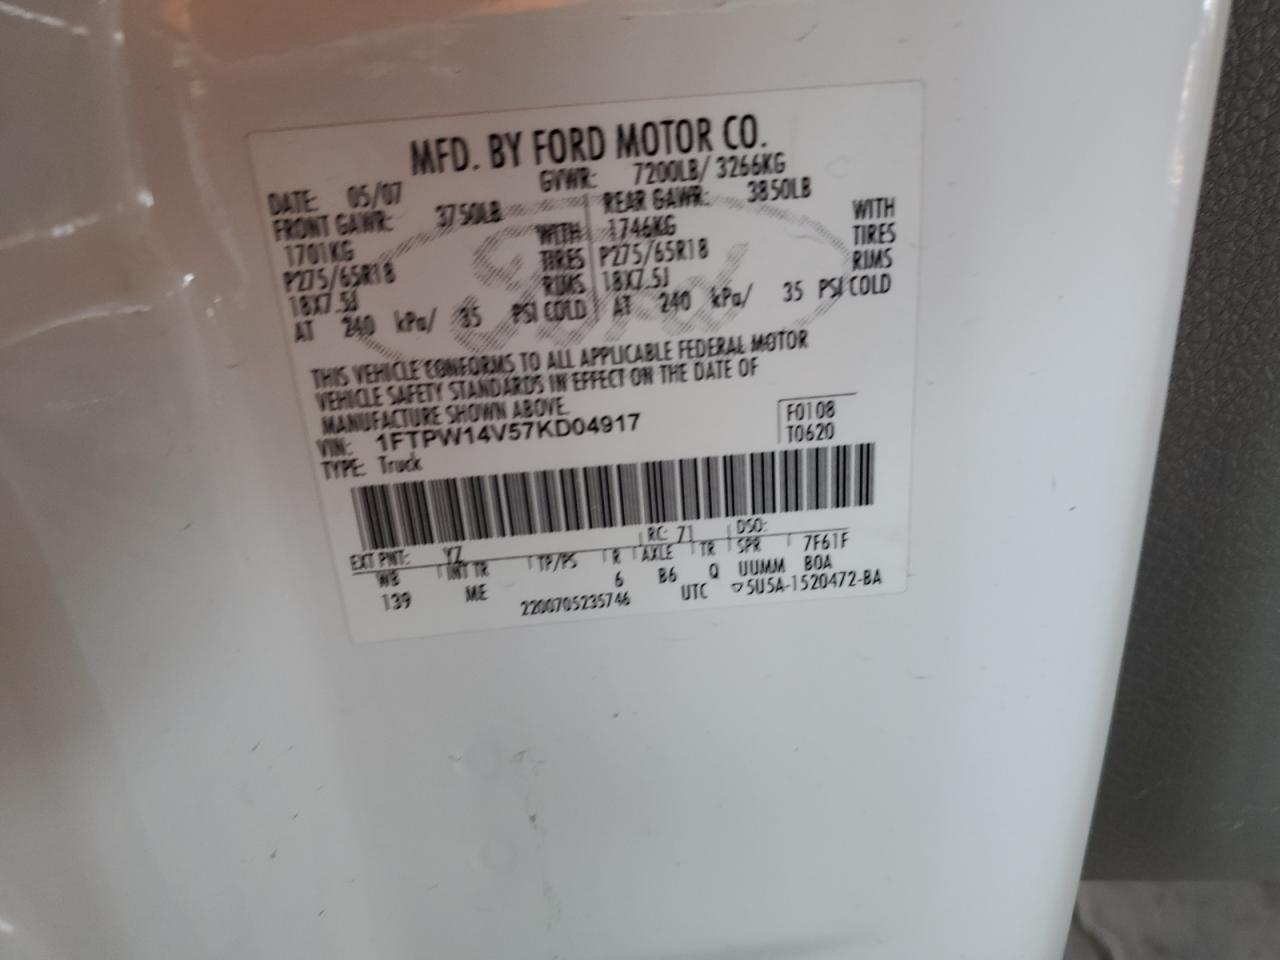 MFD. BY FORD MOTOR CO.
DATE: 05/07 GVWR: 7200LB/ 3266KG
FRONT GAWR: 3750LB REAR GAWR: 3850LB
1701KG WITH 1746KG WITH
P275/65R18 TIRES P275/65R18 TIRES
18X7.5J RIMS 18X7.5J RIMS
AT 240 kPa/ 35 PSI COLD AT 240 kPa/ 35 PSI COLD
Ford
THIS VEHICLE CONFORMS TO ALL APPLICABLE FEDERAL MOTOR
VEHICLE SAFETY STANDARDS IN EFFECT ON THE DATE OF
MANUFACTURE SHOWN ABOVE.
VIN: 1FTPW14V57KD04917 F0108
TYPE: Truck T0620
EXT PNT: YZ RC: 71 DSO:
WB INT TR TP/PS R AXLE TR SPR 7F61F
139 ME 6 B6 Q UUMM BOA
2200705235746 UTC ▽5U5A-1520472-BA